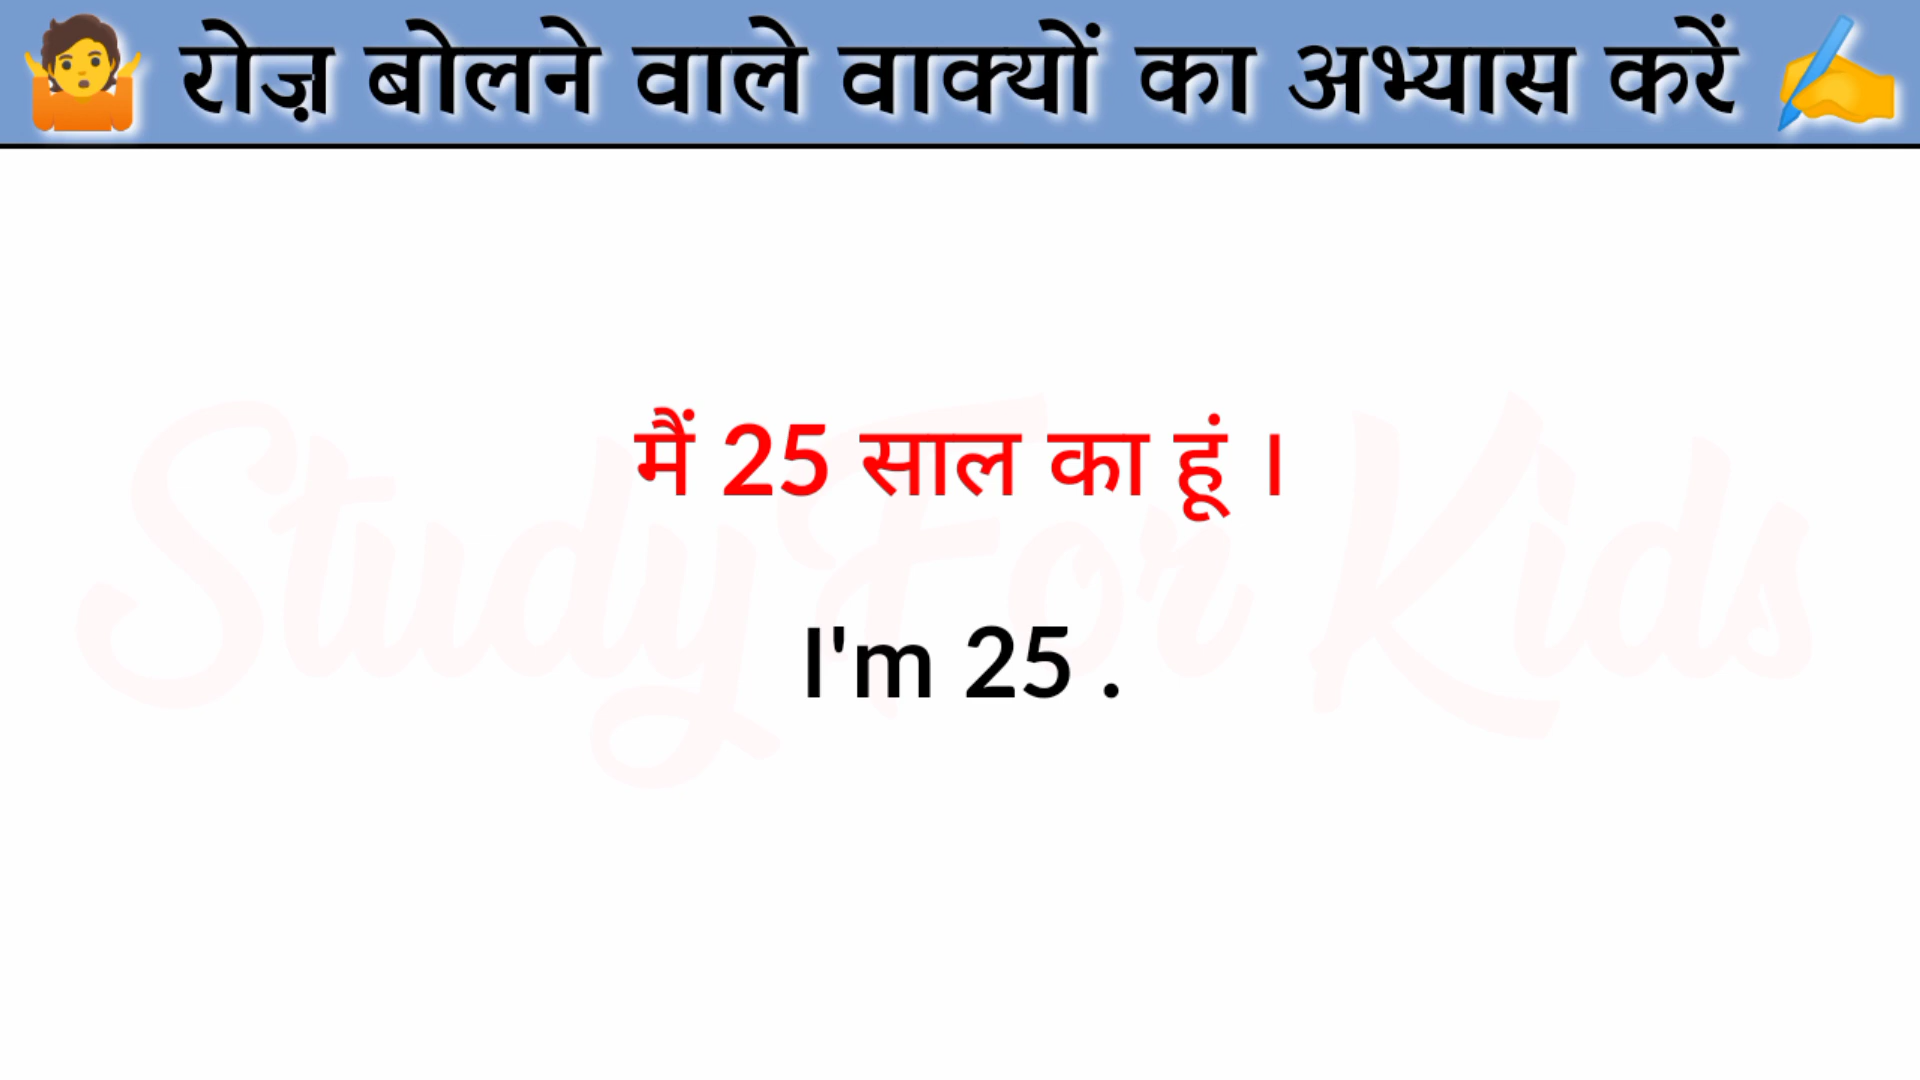 🤷 रोज़ बोलने वाले वाक्यों का अभ्यास करें ✍️
मैं 25 साल का हूं ।
Study For Kids
I'm 25 .